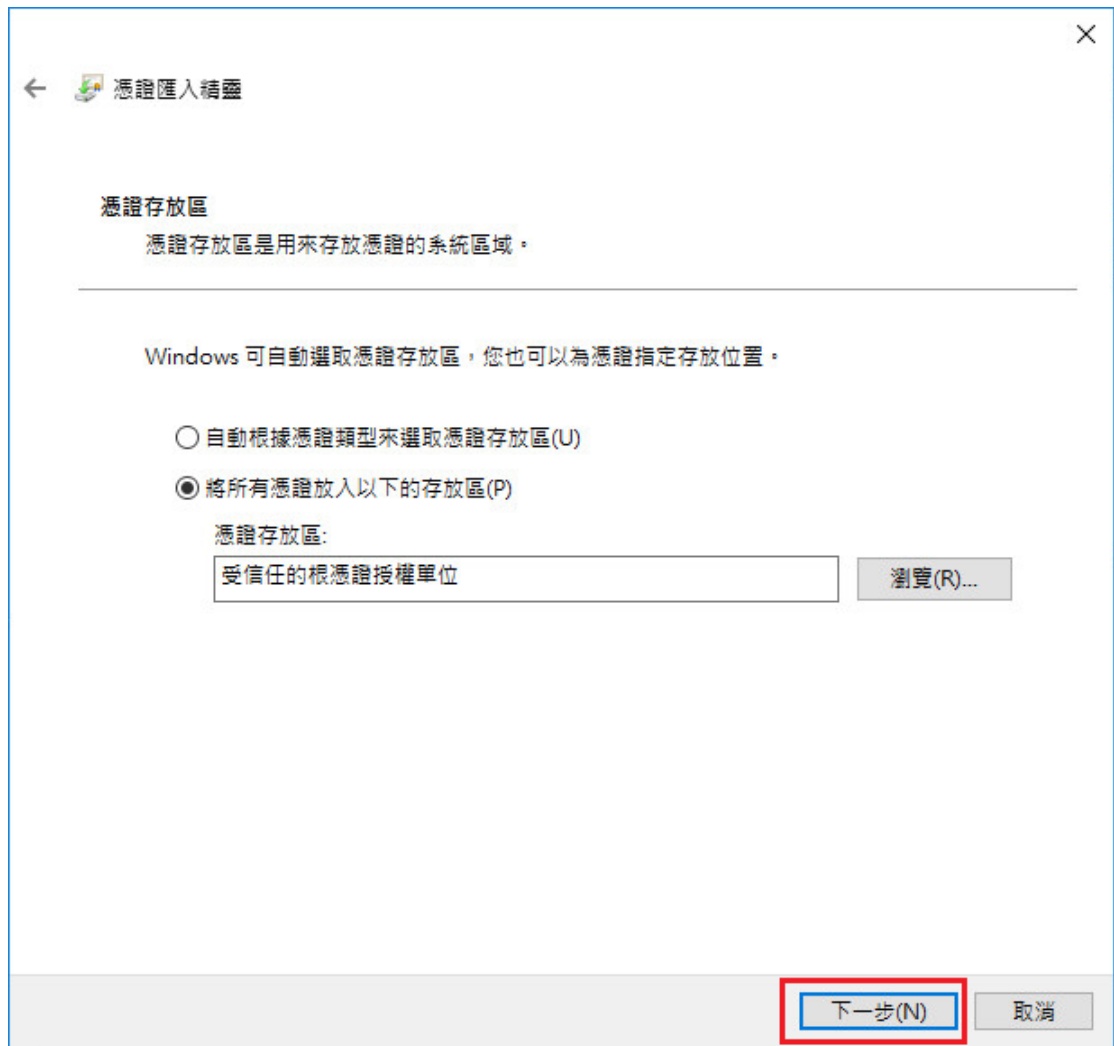 憑證匯入精靈
憑證存放區
憑證存放區是用來存放憑證的系統區域。
Windows 可自動選取憑證存放區，您也可以為憑證指定存放位置。
自動根據憑證類型來選取憑證存放區(U)
將所有憑證放入以下的存放區(P)
憑證存放區:
受信任的根憑證授權單位
瀏覽(R)...
下一步(N)
取消